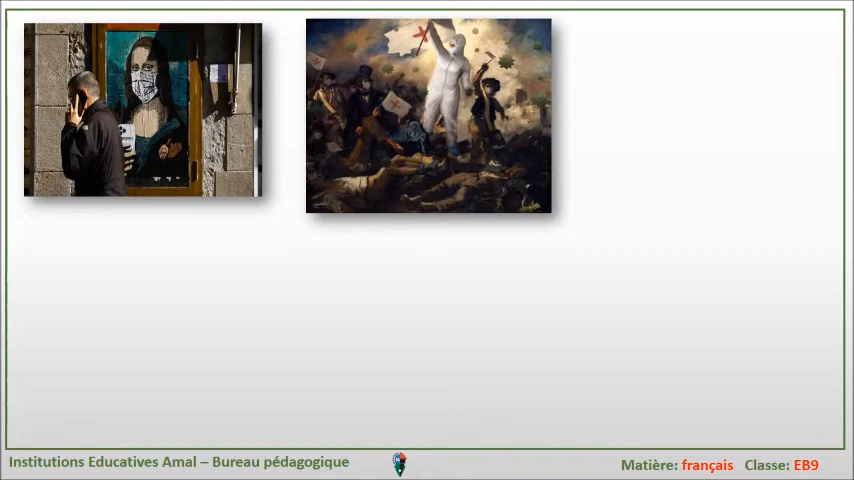 Institutions Educatives Amal – Bureau pédagogique
Matière: français Classe: EB9